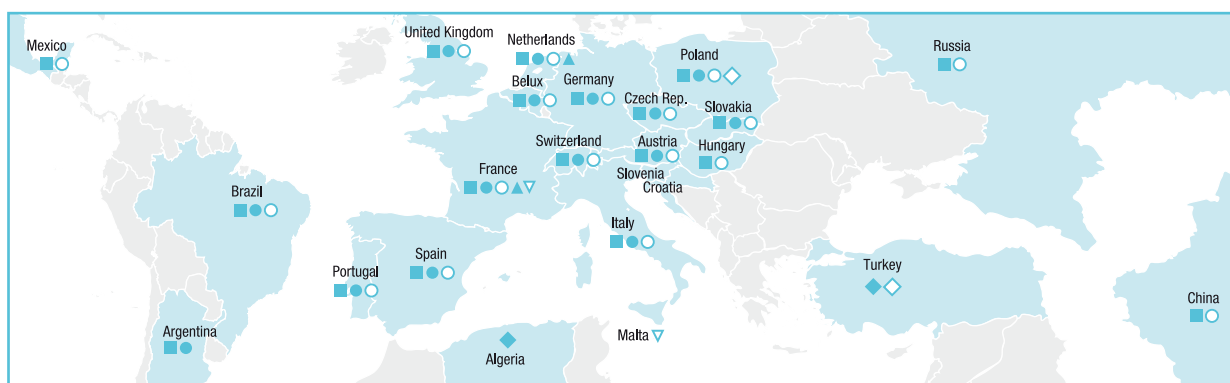 Mexico
United Kingdom
Netherlands
Poland
Russia
Belux
Germany
Czech Rep.
Slovakia
Switzerland
Austria
Hungary
France
Slovenia
Croatia
Brazil
Italy
Spain
Portugal
Turkey
China
Argentina
Malta
Algeria